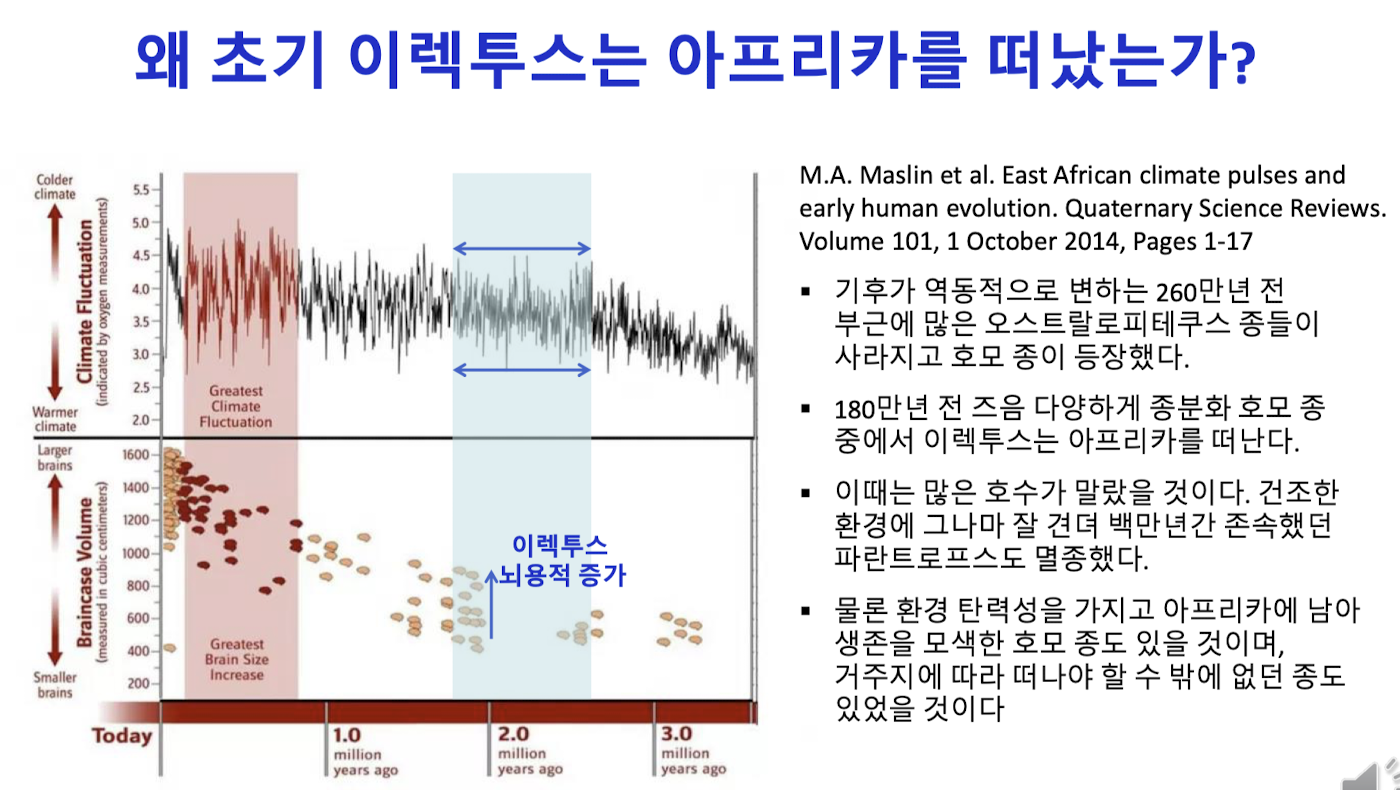 왜 초기 이렉투스는 아프리카를 떠났는가?
Colder
climate
Climate Fluctuation
(indicated by oxygen measurements)
Warmer
climate
5.5
5.0
4.5
4.0
3.5
3.0
2.5
2.0
Greatest
Climate
Fluctuation
Larger
brains
Braincase Volume
(measured in cubic centimeters)
Smaller
brains
1600
1400
1200
1000
800
600
400
200
이렉투스
뇌용적 증가
Greatest
Brain Size
Increase
Today
1.0
million
years ago
2.0
million
years ago
3.0
million
years ago
M.A. Maslin et al. East African climate pulses and
early human evolution. Quaternary Science Reviews.
Volume 101, 1 October 2014, Pages 1-17
▪ 기후가 역동적으로 변하는 260만년 전
부근에 많은 오스트랄로피테쿠스 종들이
사라지고 호모 종이 등장했다.
▪ 180만년 전 즈음 다양하게 종분화 호모 종
중에서 이렉투스는 아프리카를 떠난다.
▪ 이때는 많은 호수가 말랐을 것이다. 건조한
환경에 그나마 잘 견뎌 백만년간 존속했던
파란트로프스도 멸종했다.
▪ 물론 환경 탄력성을 가지고 아프리카에 남아
생존을 모색한 호모 종도 있을 것이며,
거주지에 따라 떠나야 할 수 밖에 없던 종도
있었을 것이다